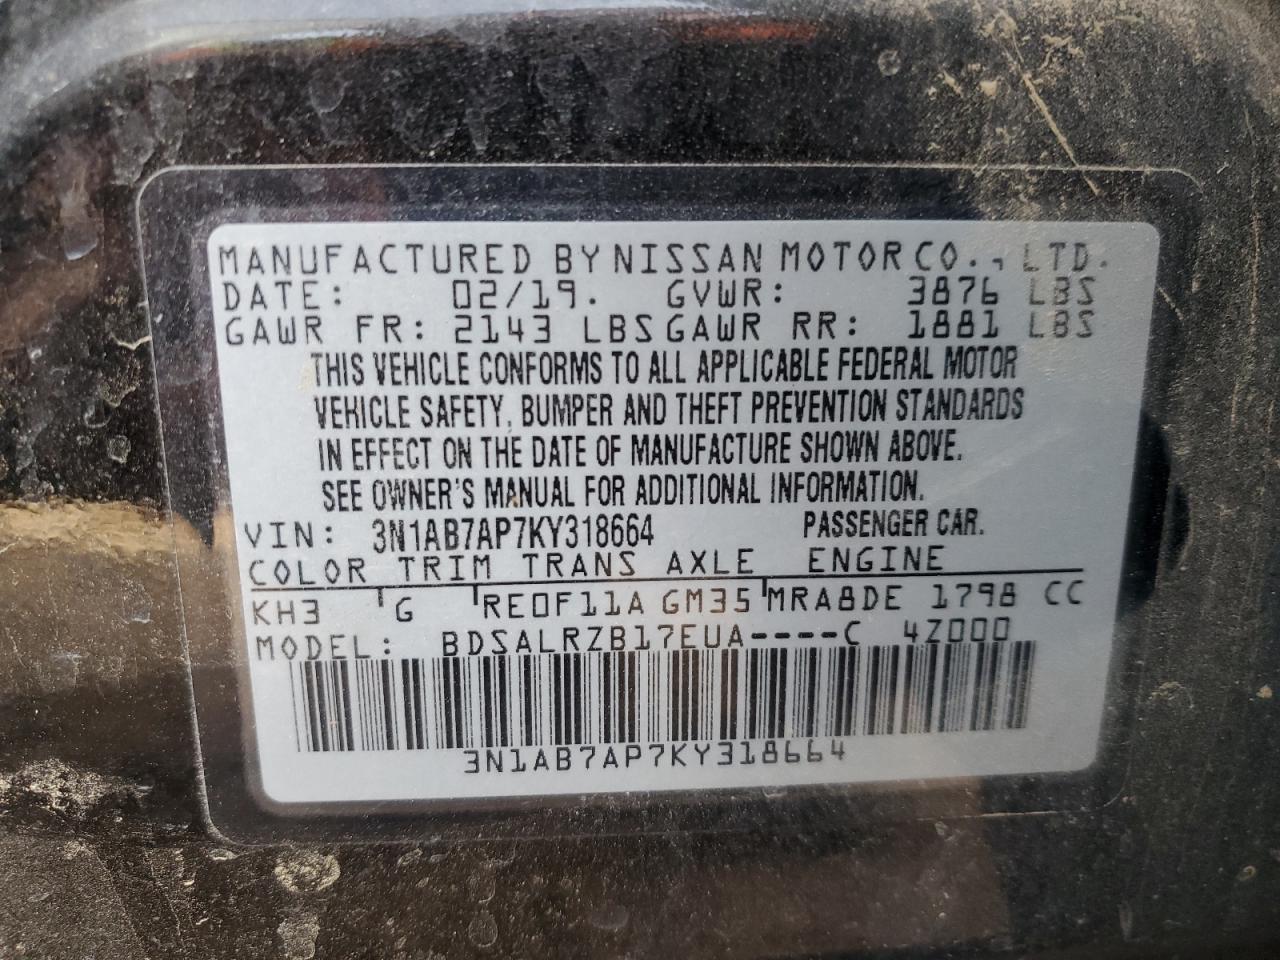 MANUFACTURED BY NISSAN MOTOR CO., LTD.
DATE: 02/19. GVWR: 3876 LBS
GAWR FR: 2143 LBS GAWR RR: 1881 LBS
THIS VEHICLE CONFORMS TO ALL APPLICABLE FEDERAL MOTOR
VEHICLE SAFETY, BUMPER AND THEFT PREVENTION STANDARDS
IN EFFECT ON THE DATE OF MANUFACTURE SHOWN ABOVE.
SEE OWNER'S MANUAL FOR ADDITIONAL INFORMATION.
VIN: 3N1AB7AP7KY318664 PASSENGER CAR.
COLOR TRIM TRANS AXLE ENGINE
KH3 G RE0F11A GM35 MRA8DE 1798 CC
MODEL: BDSALRZB17EUA----C 4Z000
3N1AB7AP7KY318664